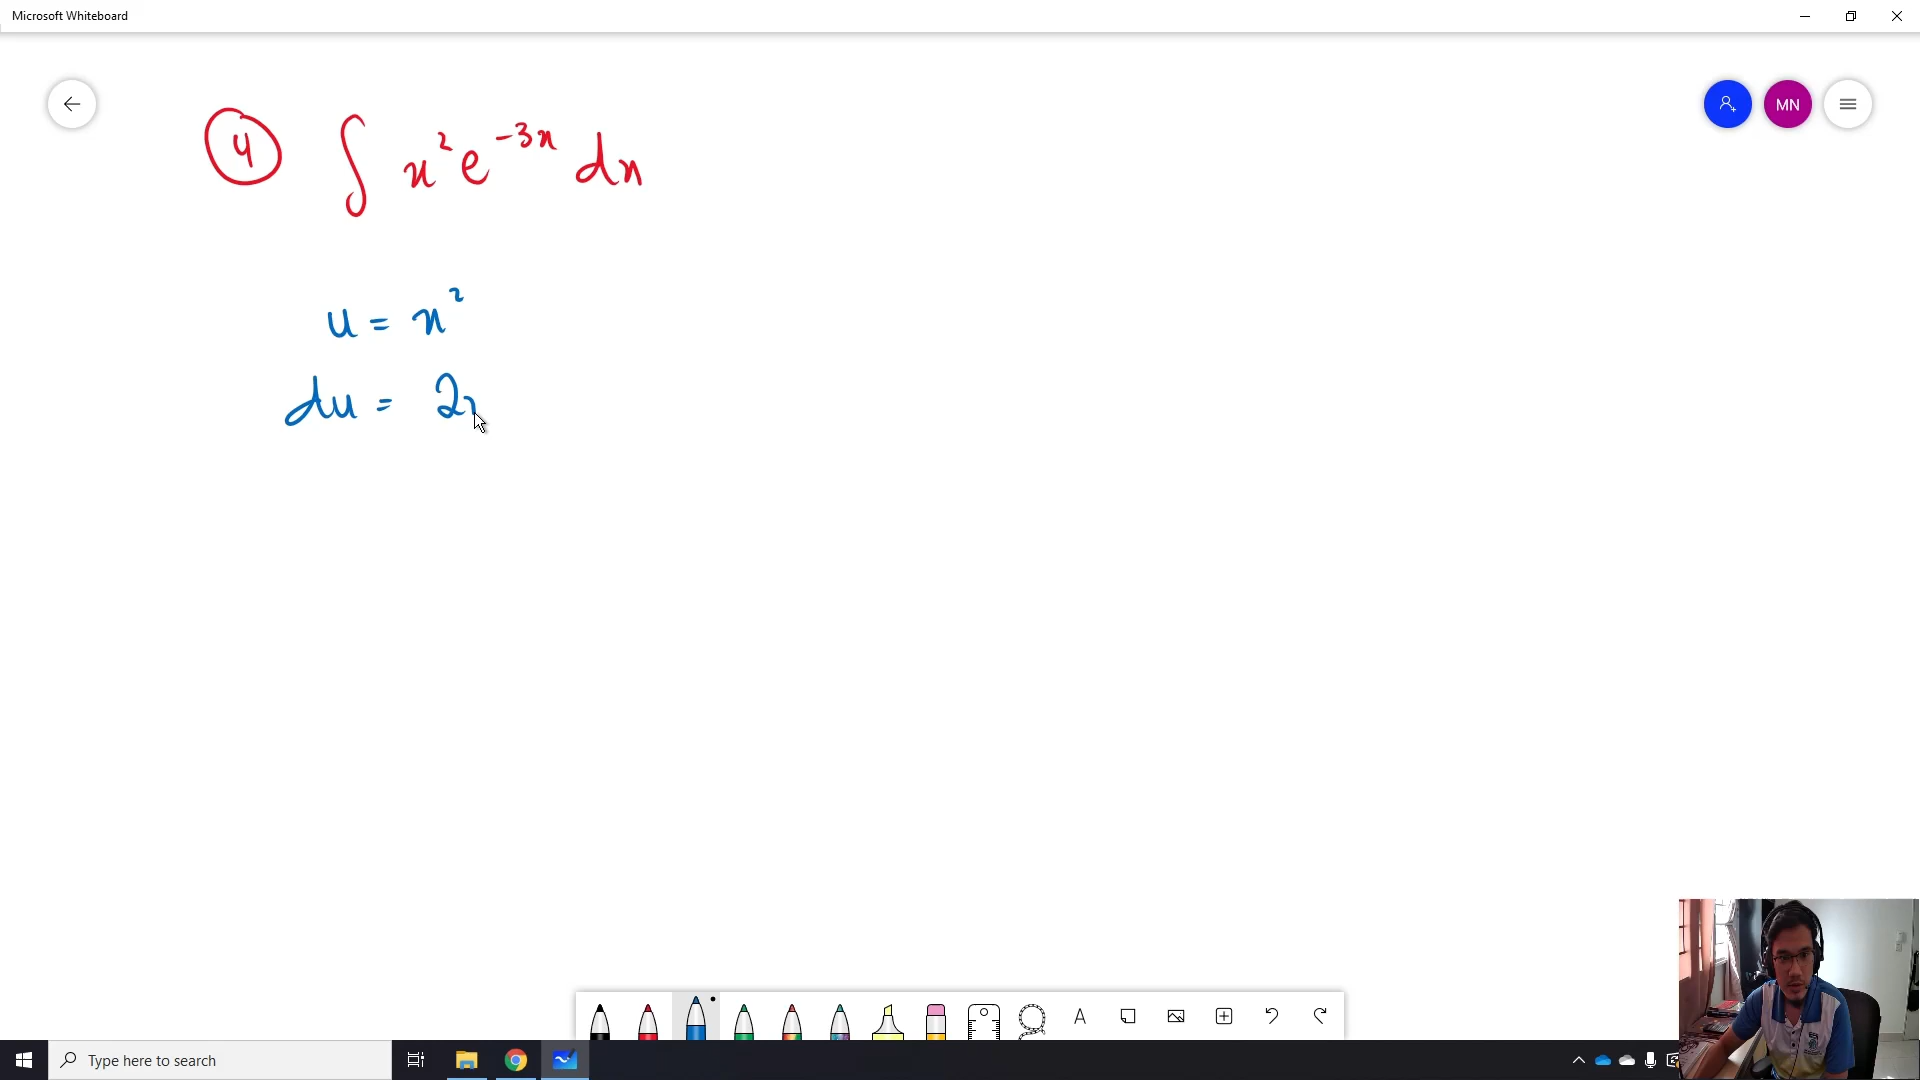 Microsoft Whiteboard
MN
④ ∫ x²e⁻³ˣ dx
u = x²
du = 2x
A
Type here to search